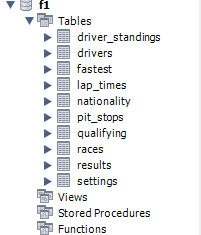 f1
Tables
driver_standings
drivers
fastest
lap_times
nationality
pit_stops
qualifying
races
results
settings
Views
Stored Procedures
Functions